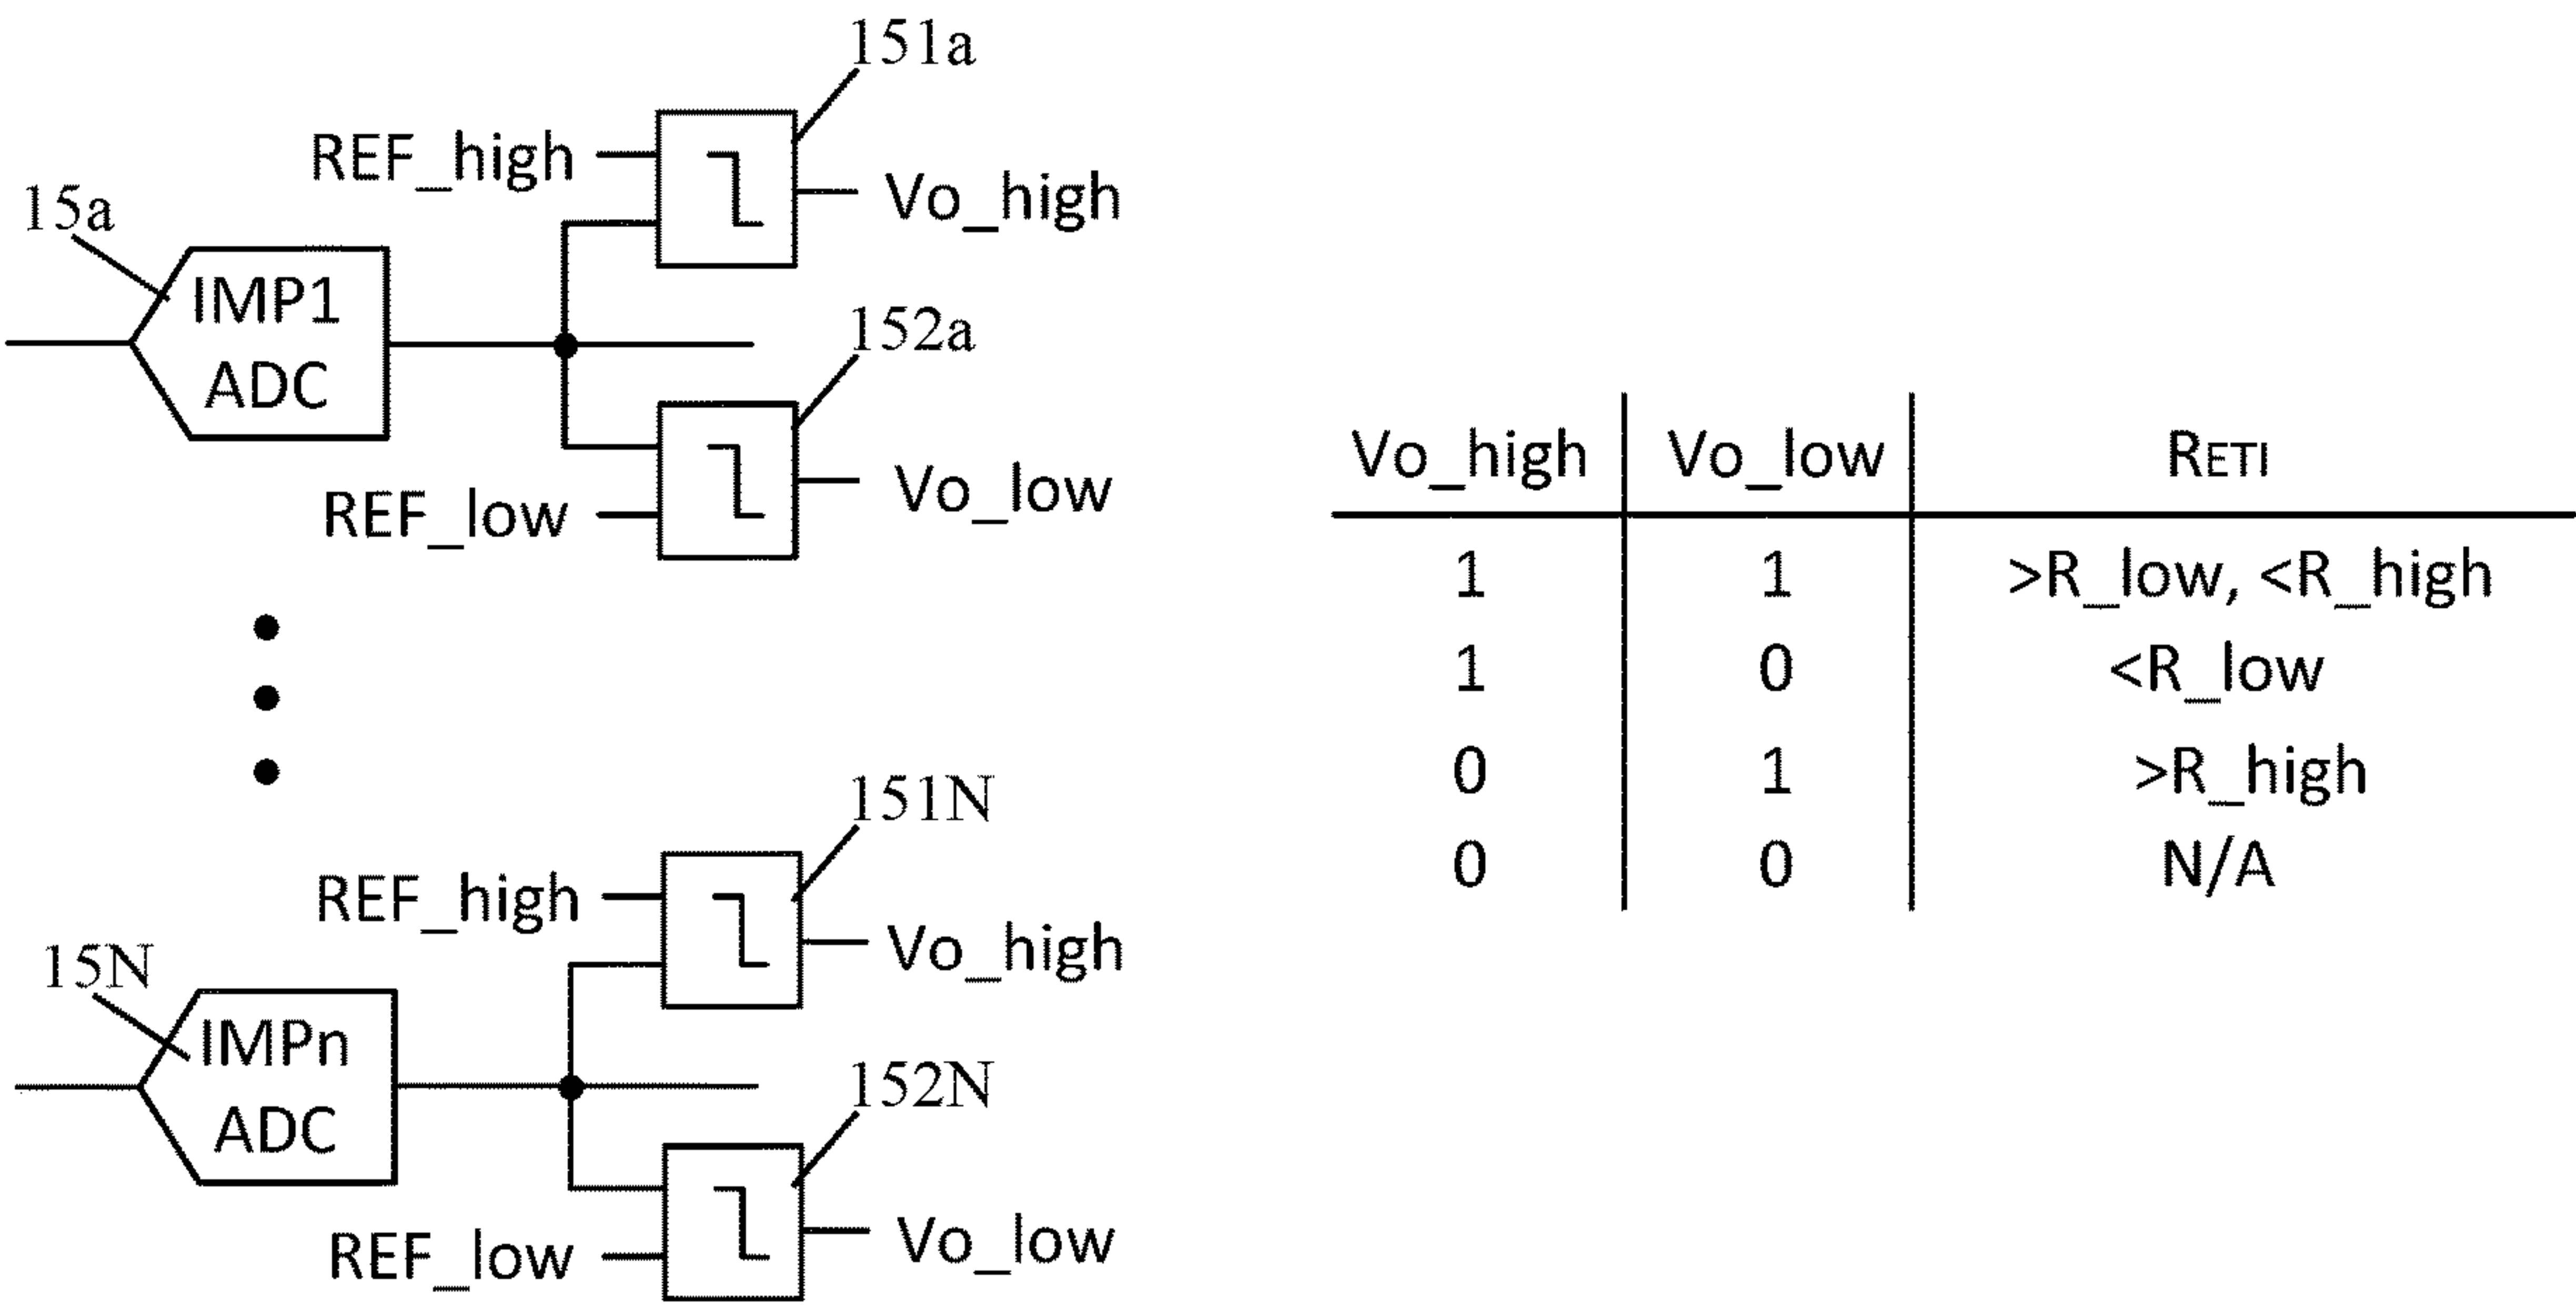 151a
REF_high
Vo_high
15a
IMP1
ADC
152a
REF_low
Vo_low
151N
REF_high
Vo_high
15N
IMPn
ADC
152N
REF_low
Vo_low
Vo_high Vo_low RETI
1 1 >R_low, <R_high
1 0 <R_low
0 1 >R_high
0 0 N/A